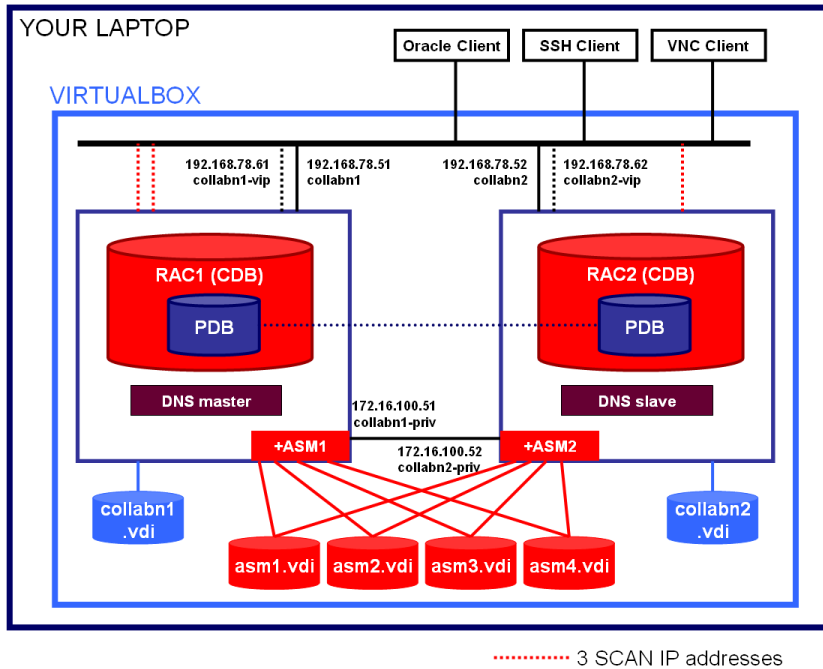 YOUR LAPTOP
Oracle Client
SSH Client
VNC Client
VIRTUALBOX
192.168.78.61
collabn1-vip
192.168.78.51
collabn1
192.168.78.52
collabn2
192.168.78.62
collabn2-vip
RAC1 (CDB)
PDB
RAC2 (CDB)
PDB
DNS master
DNS slave
172.16.100.51
collabn1-priv
+ASM1
+ASM2
172.16.100.52
collabn2-priv
collabn1
.vdi
collabn2
.vdi
asm1.vdi
asm2.vdi
asm3.vdi
asm4.vdi
3 SCAN IP addresses